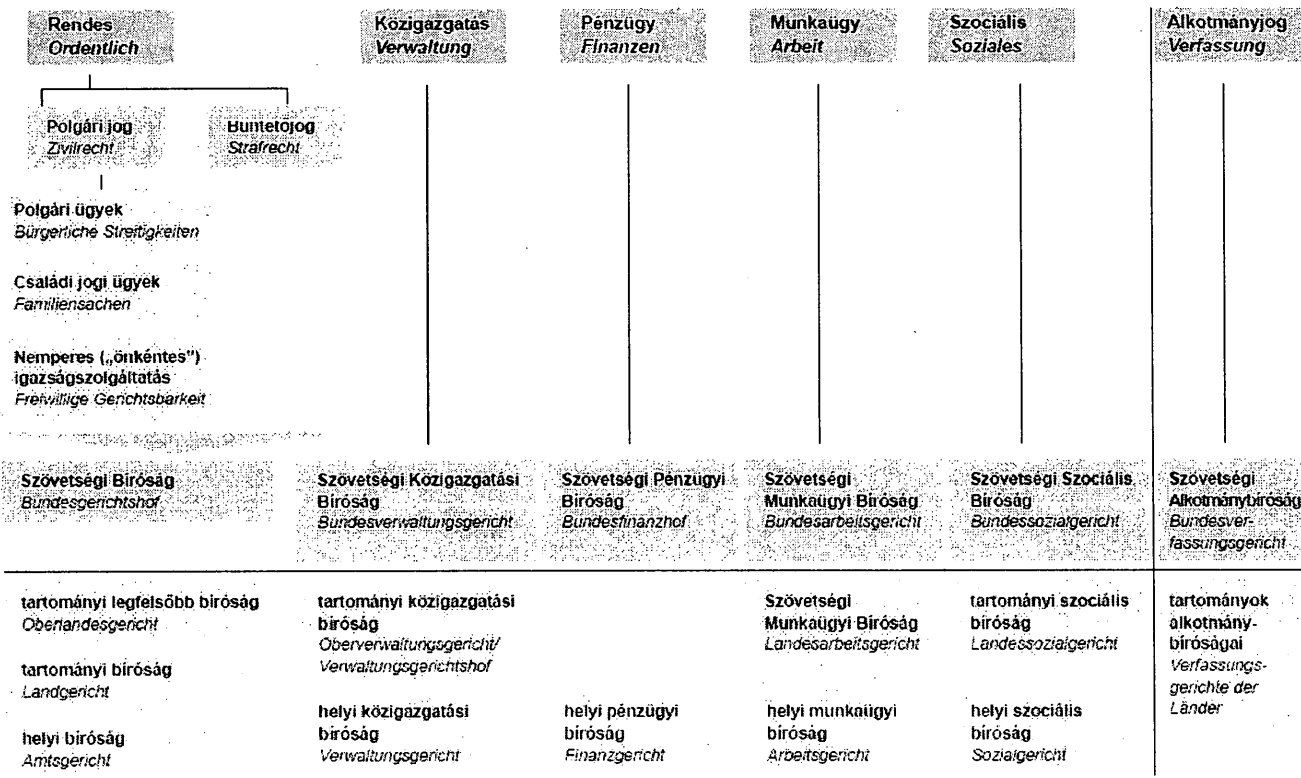 Rendes
Ordentlich
Közigazgatás
Verwaltung
Pénzügy
Finanzen
Munkaügy
Arbeit
Szociális
Soziales
Alkotmányjog
Verfassung
Polgári jog
Zivilrecht
Büntetőjog
Strafrecht
Polgári ügyek
Bürgerliche Streitigkeiten
Családi jogi ügyek
Familiensachen
Nemperes („önkéntes”)
igazságszolgáltatás
Freiwillige Gerichtsbarkeit
Szövetségi Bíróság
Bundesgerichtshof
Szövetségi Közigazgatási
Bíróság
Bundesverwaltungsgericht
Szövetségi Pénzügyi
Bíróság
Bundesfinanzhof
Szövetségi
Munkaügyi Bíróság
Bundesarbeitsgericht
Szövetségi Szociális
Bíróság
Bundessozialgericht
Szövetségi
Alkotmánybíróság
Bundesver-
fassungsgericht
tartományi legfelsőbb bíróság
Oberlandesgericht
tartományi bíróság
Landgericht
helyi bíróság
Amtsgericht
tartományi közigazgatási
bíróság
Oberverwaltungsgericht/
Verwaltungsgerichtshof
helyi közigazgatási
bíróság
Verwaltungsgericht
helyi pénzügyi
bíróság
Finanzgericht
Szövetségi
Munkaügyi Bíróság
Landesarbeitsgericht
helyi munkaügyi
bíróság
Arbeitsgericht
tartományi szociális
bíróság
Landessozialgericht
helyi szociális
bíróság
Sozialgericht
tartományok
alkotmány-
bíróságai
Verfassungs-
gerichte der
Länder